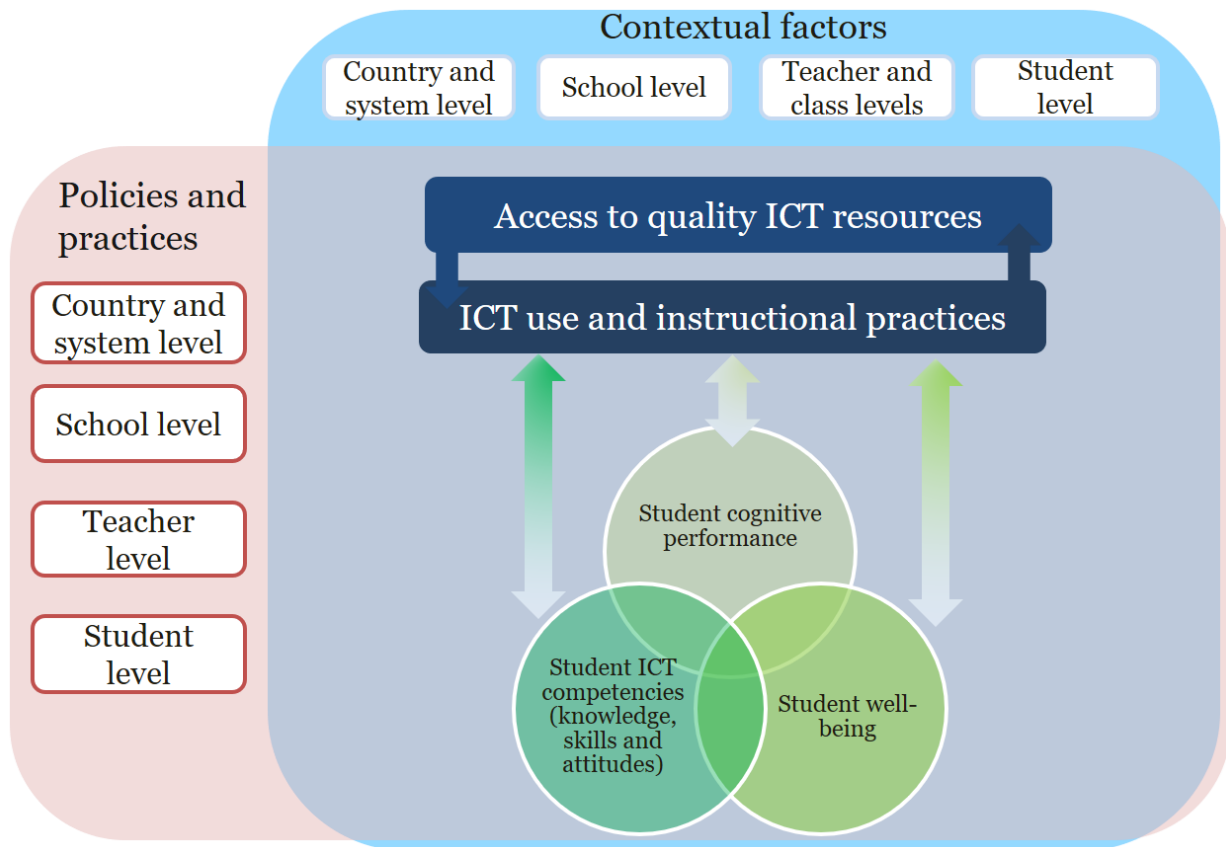 Contextual factors
Country and
system level
School level
Teacher and
class levels
Student
level
Policies and
practices
Country and
system level
School level
Teacher
level
Student
level
Access to quality ICT resources
ICT use and instructional practices
Student cognitive
performance
Student ICT
competencies
(knowledge,
skills and
attitudes)
Student well-
being